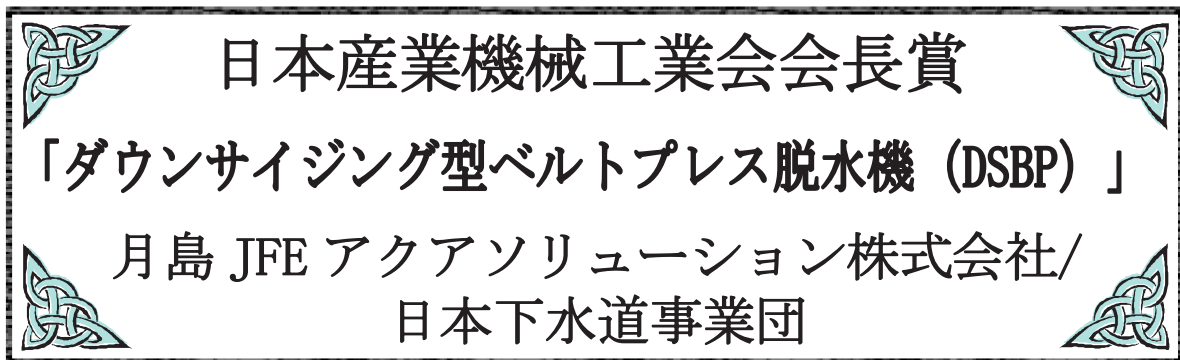 日本産業機械工業会会長賞
「ダウンサイジング型ベルトプレス脱水機（DSBP）」
月島 JFE アクアソリューション株式会社/
日本下水道事業団